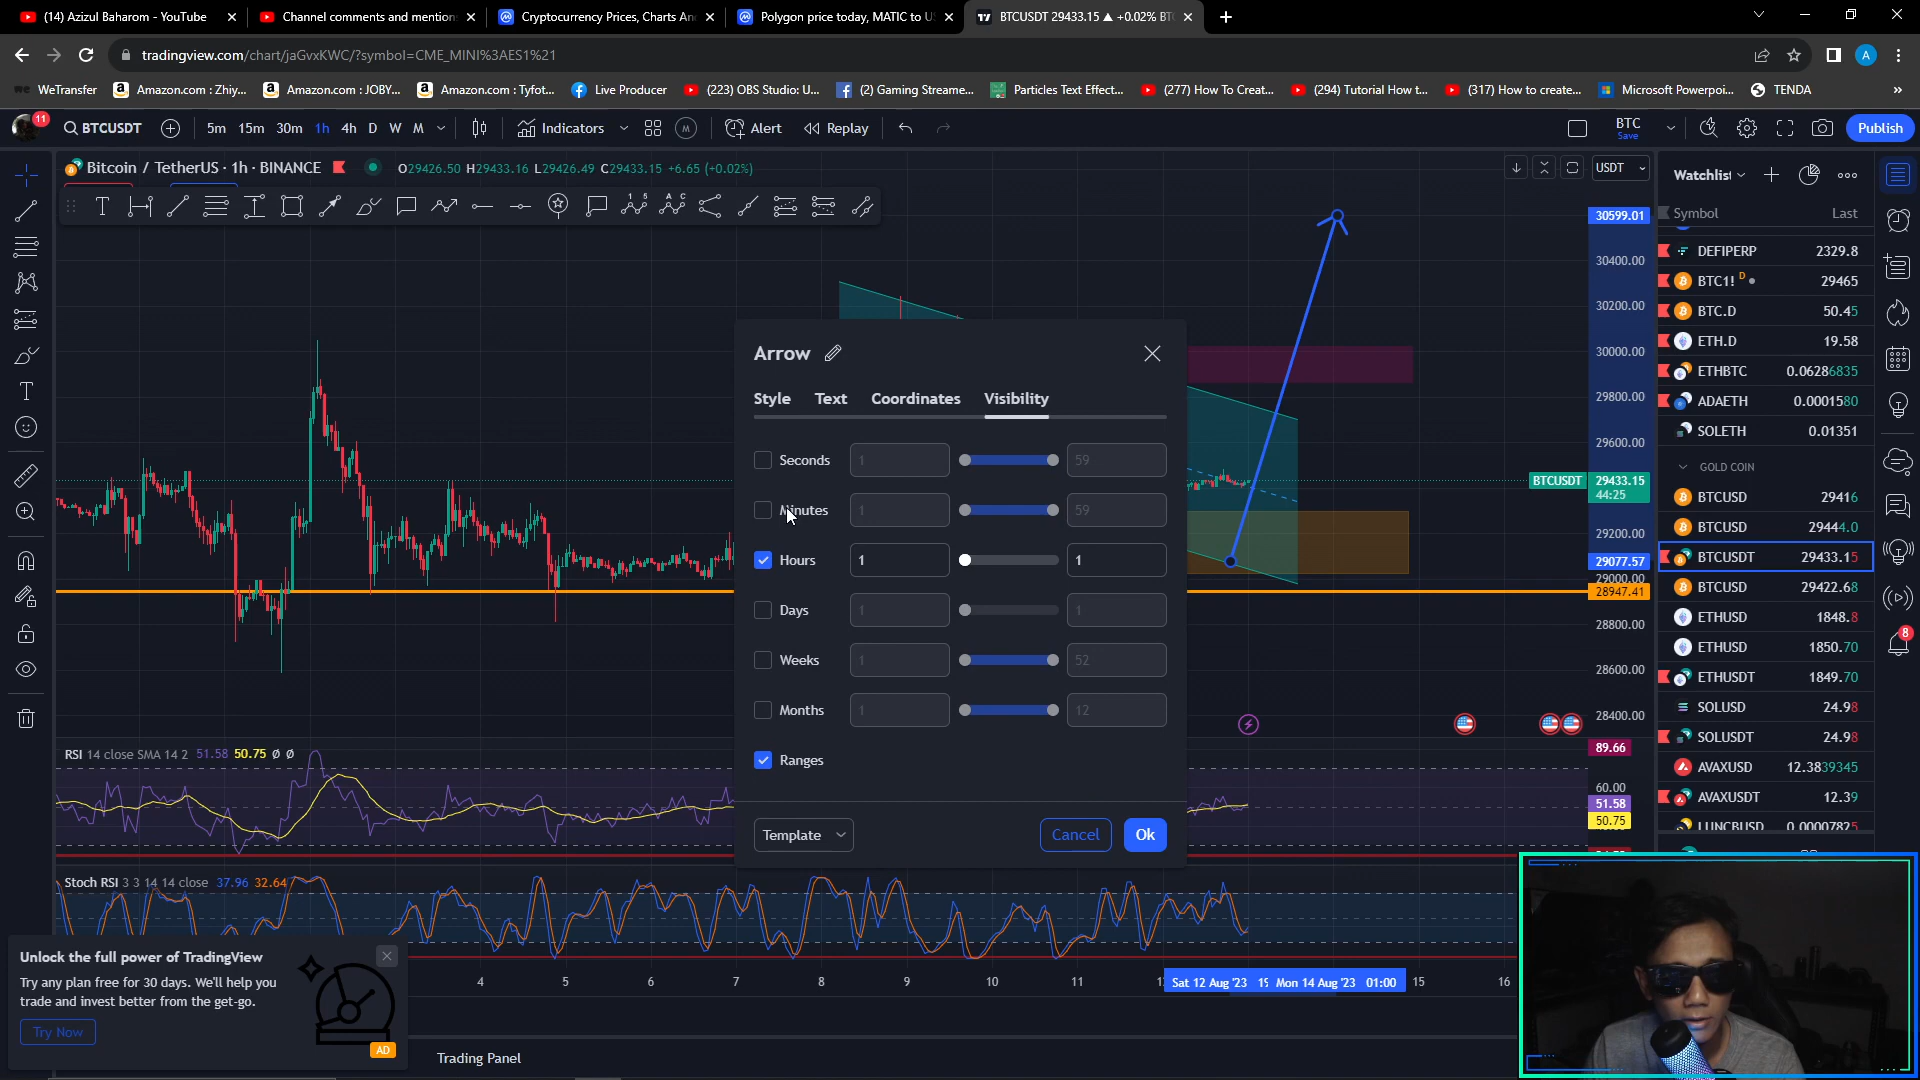 (14) Azizul Baharom - YouTube
Channel comments and mention
Cryptocurrency Prices, Charts An
Polygon price today, MATIC to U
BTCUSDT 29433.15 ▲ +0.02% BT
tradingview.com/chart/jaGvxKWC/?symbol=CME_MINI%3AES1%21
A
WeTransfer
Amazon.com : Zhiy...
Amazon.com : JOBY...
Amazon.com : Tyfot...
Live Producer
(223) OBS Studio: U...
(2) Gaming Streame...
Particles Text Effect...
(277) How To Creat...
(294) Tutorial How t...
(317) How to create...
Microsoft Powerpoi...
TENDA
11
BTCUSDT
5m 15m 30m 1h 4h D W M
Indicators
M
Alert
Replay
BTC
Save
Publish
Bitcoin / TetherUS · 1h · BINANCE
O29426.50 H29433.16 L29426.49 C29433.15 +6.65 (+0.02%)
USDT
Watchlist
Symbol Last
DEFIPERP 2329.8
BTC1! D 29465
BTC.D 50.45
ETH.D 19.58
ETHBTC 0.06286835
ADAETH 0.0001580
SOLETH 0.01351
GOLD COIN
BTCUSD 29416
BTCUSD 29444.0
BTCUSDT 29433.15
BTCUSD 29422.68
ETHUSD 1848.8
ETHUSD 1850.70
ETHUSDT 1849.70
SOLUSD 24.98
SOLUSDT 24.98
AVAXUSD 12.3839345
AVAXUSDT 12.39
LUNCBUSD 0.00007825
8
30599.01
30400.00
30200.00
30000.00
29800.00
29600.00
BTCUSDT 29433.15
44:25
29200.00
29077.57
29000.00
28947.41
28800.00
28600.00
28400.00
89.66
60.00
51.58
50.75
Arrow
Style Text Coordinates Visibility
Seconds 1 59
Minutes 1 59
Hours 1 1
Days 1 1
Weeks 1 52
Months 1 12
Ranges
Template
Cancel
Ok
RSI 14 close SMA 14 2 51.58 50.75 Ø Ø
Stoch RSI 3 3 14 14 close 37.96 32.64
4 5 6 7 8 9 10 11
Sat 12 Aug '23
Mon 14 Aug '23 01:00
15 16
Unlock the full power of TradingView
Try any plan free for 30 days. We'll help you
trade and invest better from the get-go.
Try Now
AD
Trading Panel